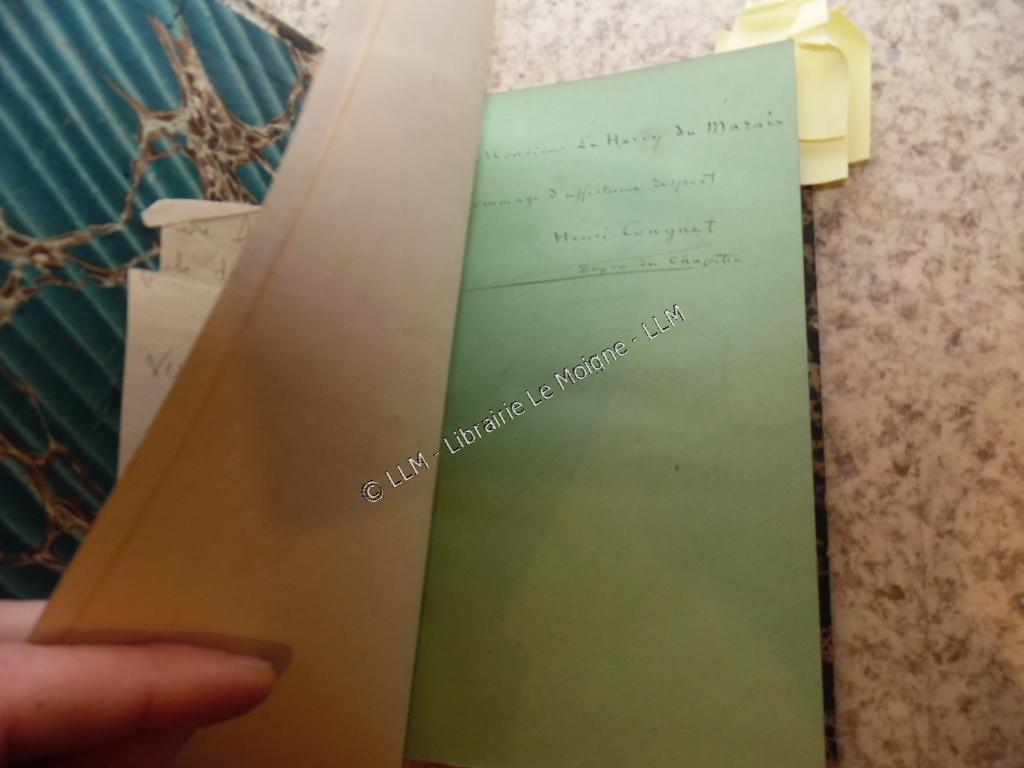 Monsieur Le Hardy du Marais
hommage d'affectueux respect
Henri Congnet
Doyen du Chapitre
© LLM - Librairie Le Moigne - LLM